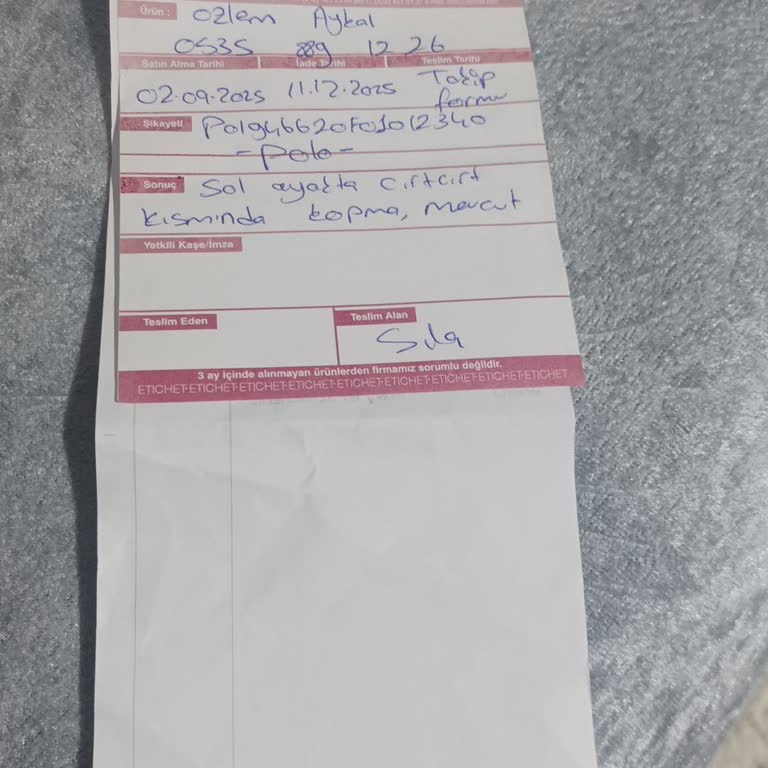 Ürün : Özlem Aykal
0535 889 12 26
Satın Alma Tarihi İade Tarihi Teslim Tarihi
02.09.2025 11.12.2025 Takip
formu
Şikayeti Polg46620F01012340
-Polo-
Sonuç Sol ayakta cırtcırt
kısmında kopma, mevcut
Yetkili Kaşe/İmza
Teslim Eden Teslim Alan
Sıla
3 ay içinde alınmayan ürünlerden firmamız sorumlu değildir.
ETICHET-ETICHET-ETICHET-ETICHET-ETICHET-ETICHET-ETICHET-ETICHET-ETICHET